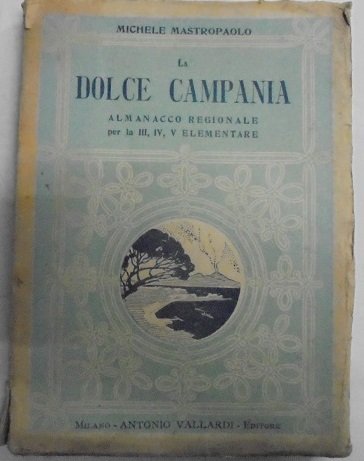 MICHELE MASTROPAOLO
La
DOLCE CAMPANIA
ALMANACCO REGIONALE
per la III, IV, V ELEMENTARE
MILANO - ANTONIO VALLARDI - EDITORE